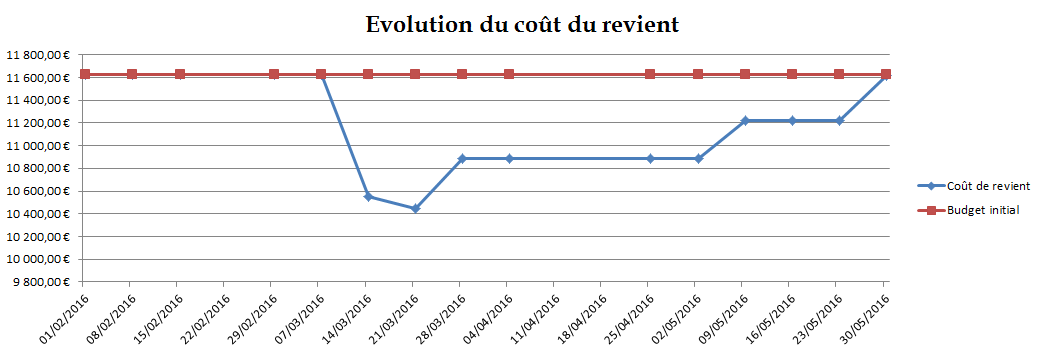 Evolution du coût du revient
11 800,00 €
11 600,00 €
11 400,00 €
11 200,00 €
11 000,00 €
10 800,00 €
10 600,00 €
10 400,00 €
10 200,00 €
10 000,00 €
9 800,00 €
01/02/2016
08/02/2016
15/02/2016
22/02/2016
29/02/2016
07/03/2016
14/03/2016
21/03/2016
28/03/2016
04/04/2016
11/04/2016
18/04/2016
25/04/2016
02/05/2016
09/05/2016
16/05/2016
23/05/2016
30/05/2016
Coût de revient
Budget initial